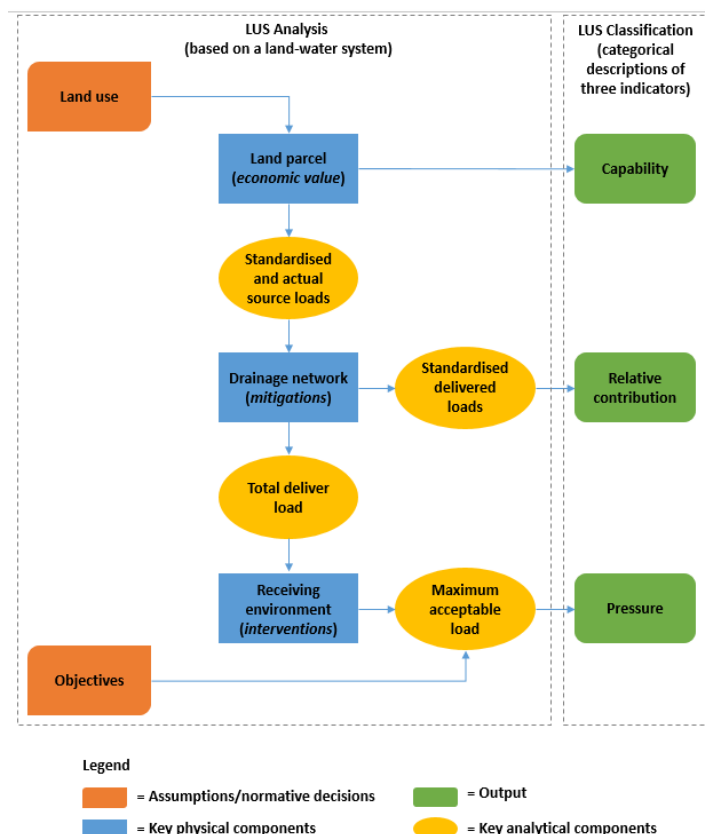 LUS Analysis
(based on a land-water system)
LUS Classification
(categorical
descriptions of
three indicators)
Land use
Land parcel
(economic value)
Capability
Standardised
and actual
source loads
Drainage network
(mitigations)
Standardised
delivered
loads
Relative
contribution
Total deliver
load
Receiving
environment
(interventions)
Maximum
acceptable
load
Pressure
Objectives
Legend
= Assumptions/normative decisions
= Output
= Key physical components
= Key analytical components